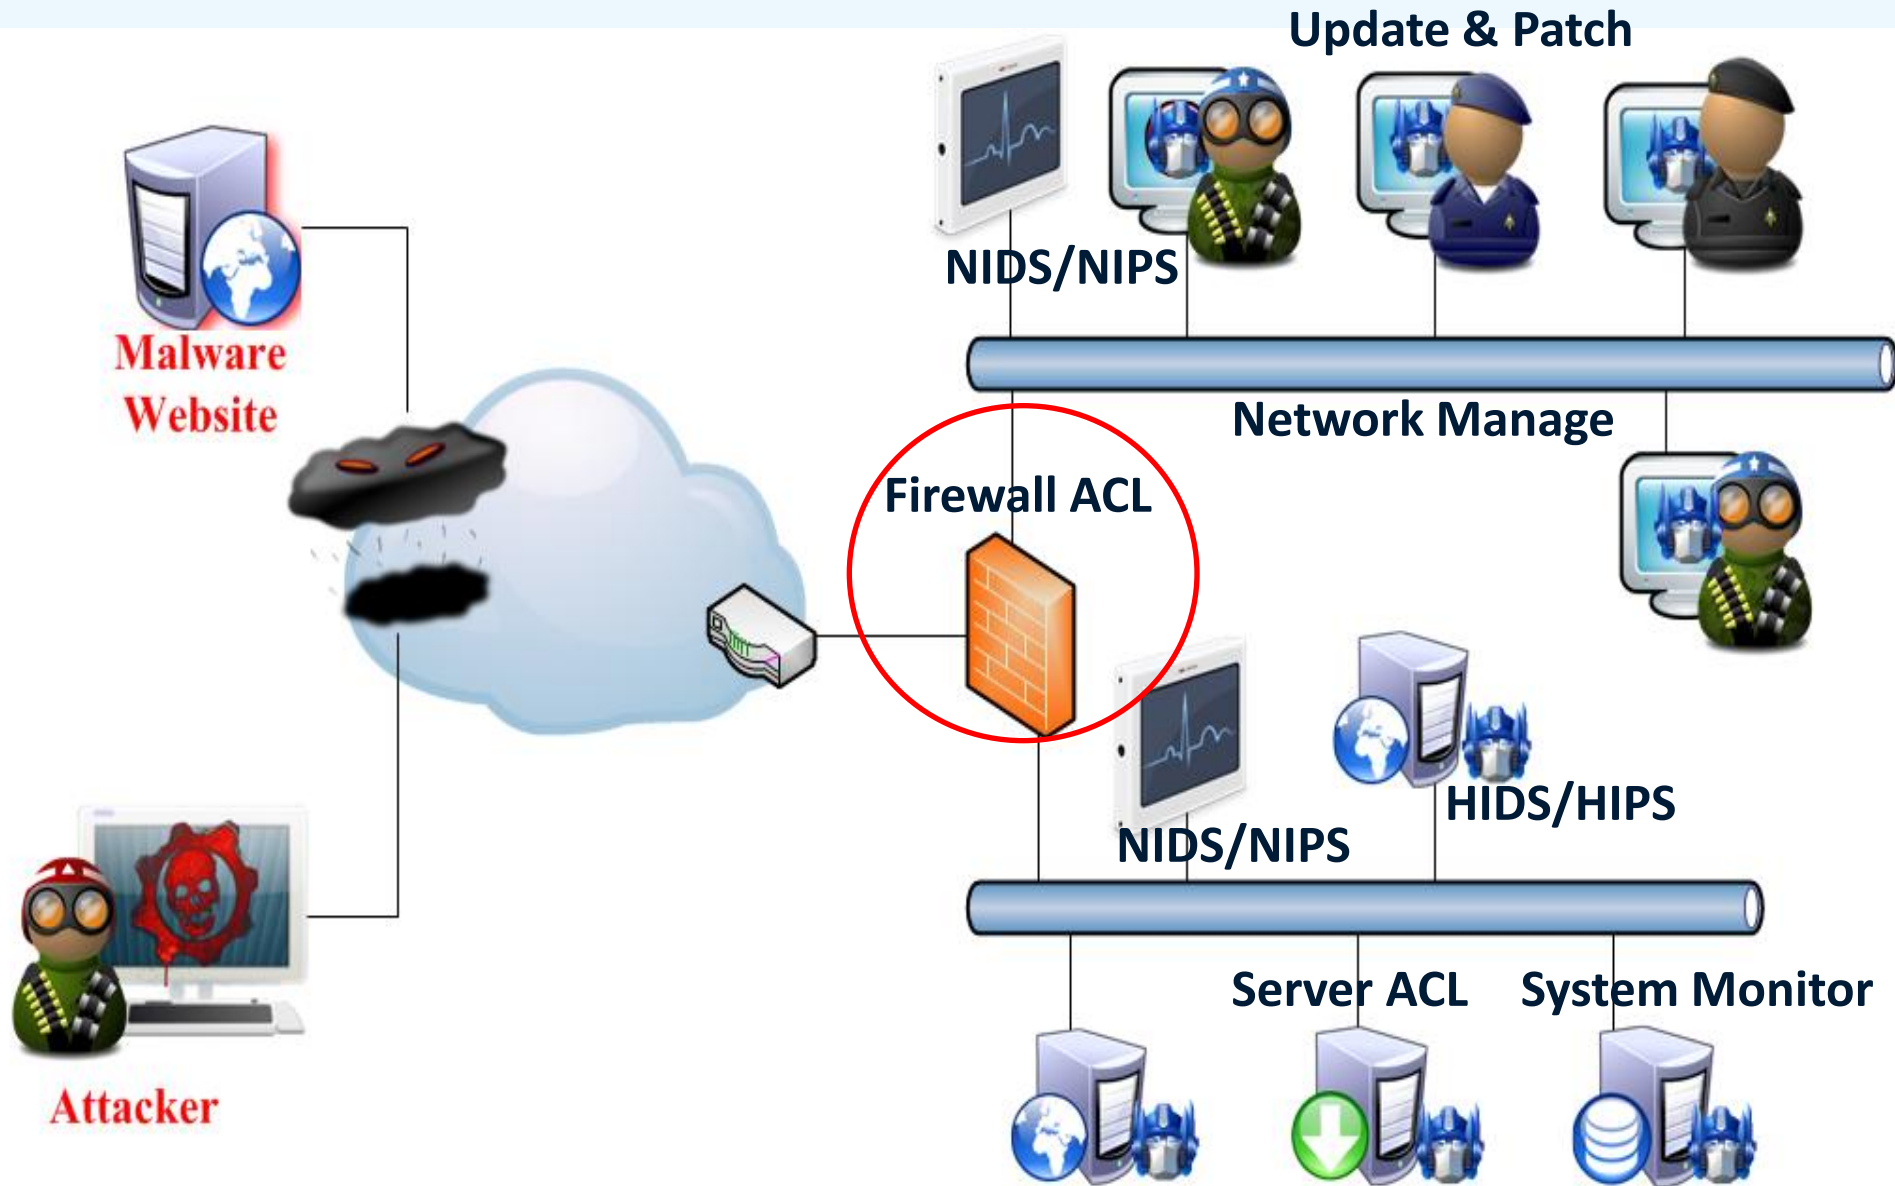 Update & Patch
NIDS/NIPS
Malware
Website
Network Manage
Firewall ACL
HIDS/HIPS
NIDS/NIPS
Server ACL
System Monitor
Attacker